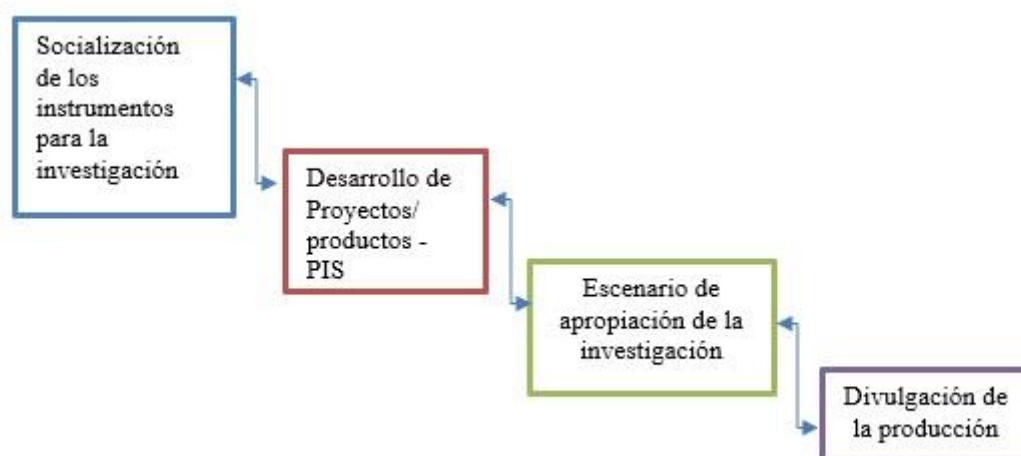 Socialización
de los
instrumentos
para la
investigación
Desarrollo de
Proyectos/
productos -
PIS
Escenario de
apropiación de la
investigación
Divulgación de
la producción